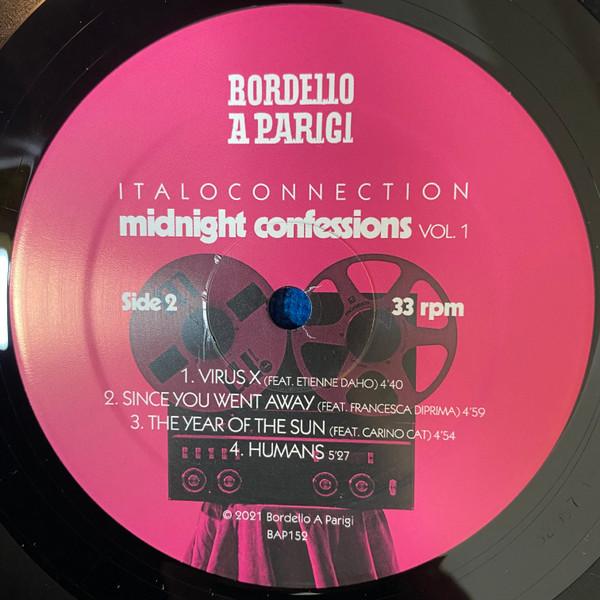 BORDELLO
A PARIGI
ITALOCONNECTION
midnight confessions VOL. 1
Side 2
33 rpm
1. VIRUS X (FEAT. ETIENNE DAHO) 4'40
2. SINCE YOU WENT AWAY (FEAT. FRANCESCA DIPRIMA) 4'59
3. THE YEAR OF THE SUN (FEAT. CARINO CAT) 4'54
4. HUMANS 5'27
© 2021 Bordello A Parigi
BAP152